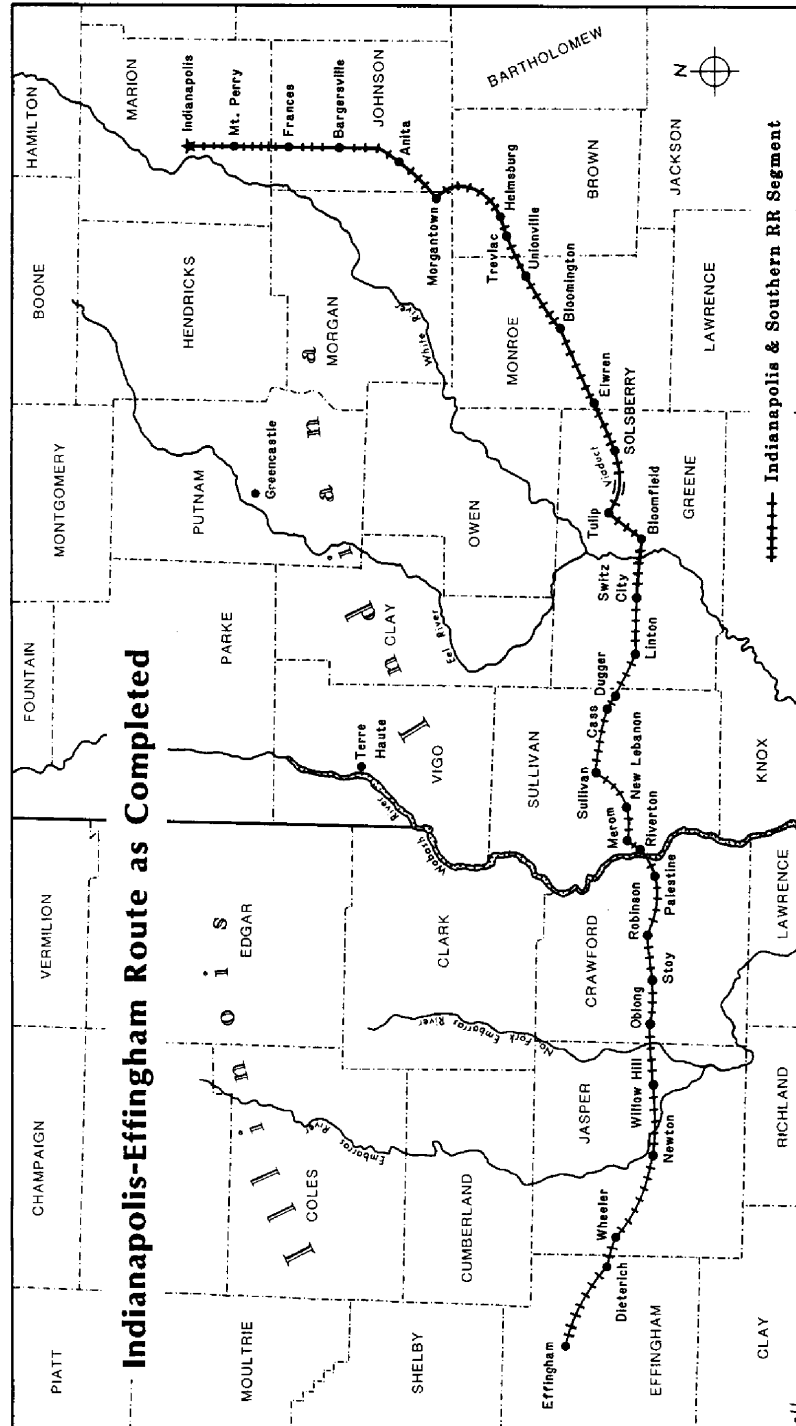 Indianapolis-Effingham Route as Completed
PIATT
CHAMPAIGN
VERMILION
FOUNTAIN
MONTGOMERY
BOONE
HAMILTON
MOULTRIE
COLES
EDGAR
PARKE
PUTNAM
HENDRICKS
MARION
Illinois
Indiana
Greencastle
Indianapolis
Mt. Perry
Frances
Bargersville
JOHNSON
Anita
SHELBY
CUMBERLAND
CLARK
VIGO
CLAY
OWEN
MORGAN
Terre
Haute
Embarras
River
No. Fork Embarras
River
Wabash
River
Eel River
White River
Morgantown
Helmsburg
Trevlac
Unionville
Bloomington
MONROE
BROWN
BARTHOLOMEW
Elwren
SOLSBERRY
Viaduct
Tulip
Bloomfield
GREENE
Switz
City
Linton
Dugger
Cass
SULLIVAN
Sullivan
New Lebanon
Merom
Riverton
Palestine
Robinson
CRAWFORD
Stoy
Oblong
Willow Hill
JASPER
Newton
Wheeler
Dieterich
Effingham
EFFINGHAM
CLAY
RICHLAND
LAWRENCE
KNOX
LAWRENCE
JACKSON
N
Indianapolis & Southern RR Segment